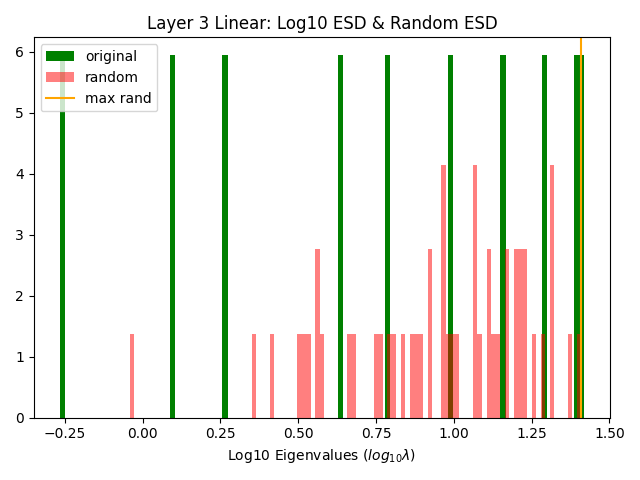 Layer 3 Linear: Log10 ESD & Random ESD
original
random
max rand
6
5
4
3
2
1
0
−0.25 0.00 0.25 0.50 0.75 1.00 1.25 1.50
Log10 Eigenvalues (log₁₀λ)